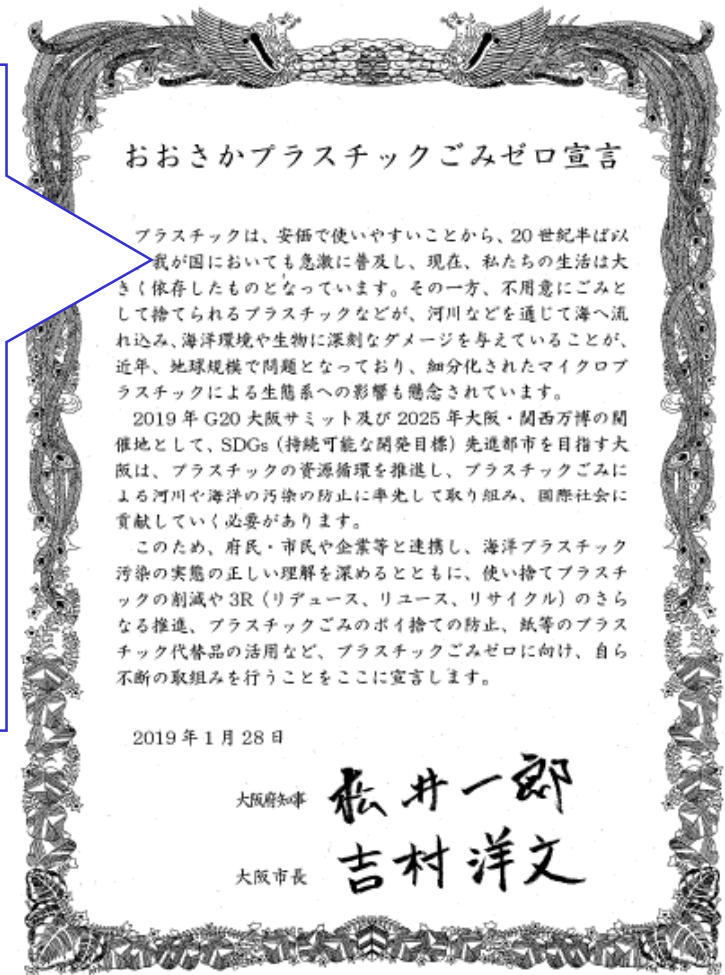 おおさかプラスチックごみゼロ宣言
プラスチックは、安価で使いやすいことから、20 世紀半ば以
我が国においても急激に普及し、現在、私たちの生活は大
きく依存したものとなっています。その一方、不用意にごみと
して捨てられるプラスチックなどが、河川などを通じて海へ流
れ込み、海洋環境や生物に深刻なダメージを与えていることが、
近年、地球規模で問題となっており、細分化されたマイクロプ
ラスチックによる生態系への影響も懸念されています。
2019 年 G20 大阪サミット及び 2025 年大阪・関西万博の開
催地として、SDGs（持続可能な開発目標）先進都市を目指す大
阪は、プラスチックの資源循環を推進し、プラスチックごみに
よる河川や海洋の汚染の防止に率先して取り組み、国際社会に
貢献していく必要があります。
このため、府民・市民や企業等と連携し、海洋プラスチック
汚染の実態の正しい理解を深めるとともに、使い捨てプラスチ
ックの削減や 3R（リデュース、リユース、リサイクル）のさら
なる推進、プラスチックごみのポイ捨ての防止、紙等のプラス
チック代替品の活用など、プラスチックごみゼロに向け、自ら
不断の取組みを行うことをここに宣言します。
2019 年 1 月 28 日
大阪府知事 松井一郎
大阪市長 吉村洋文